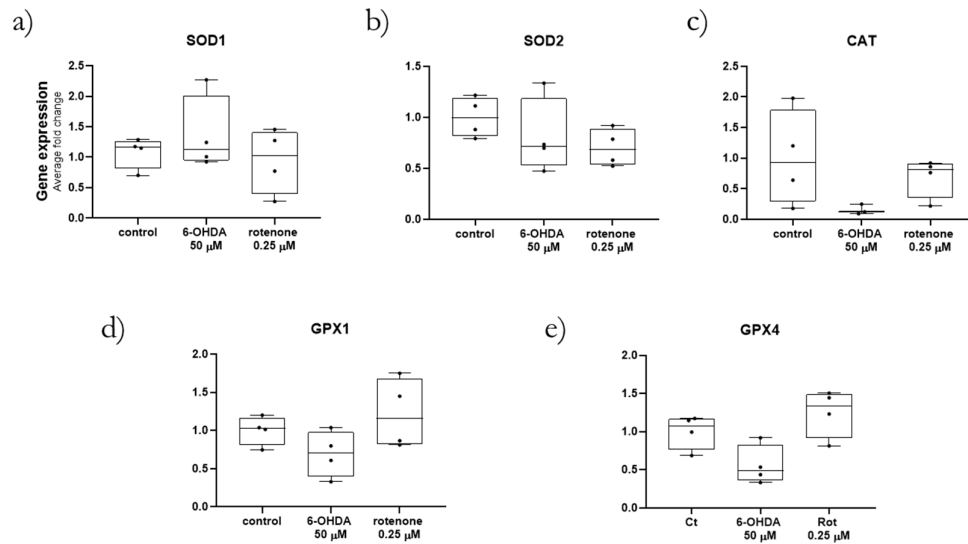 a)
SOD1
Gene expression
Average fold change
2.5
2.0
1.5
1.0
0.5
0.0
control
6-OHDA
50 µM
rotenone
0.25 µM
b)
SOD2
1.5
1.0
0.5
0.0
control
6-OHDA
50 µM
rotenone
0.25 µM
c)
CAT
2.5
2.0
1.5
1.0
0.5
0.0
control
6-OHDA
50 µM
rotenone
0.25 µM
d)
GPX1
2.0
1.5
1.0
0.5
0.0
control
6-OHDA
50 µM
rotenone
0.25 µM
e)
GPX4
2.0
1.5
1.0
0.5
0.0
Ct
6-OHDA
50 µM
Rot
0.25 µM